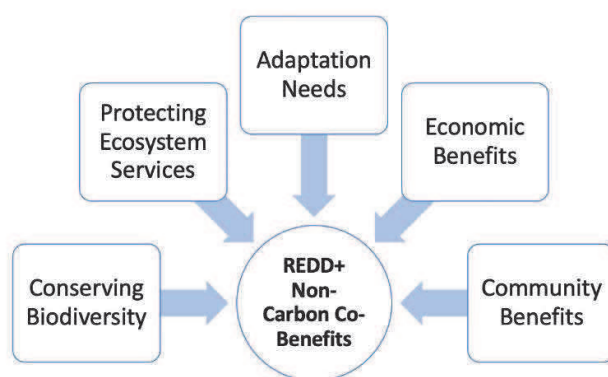 Adaptation
Needs
Protecting
Ecosystem
Services
Economic
Benefits
Conserving
Biodiversity
REDD+
Non-
Carbon Co-
Benefits
Community
Benefits